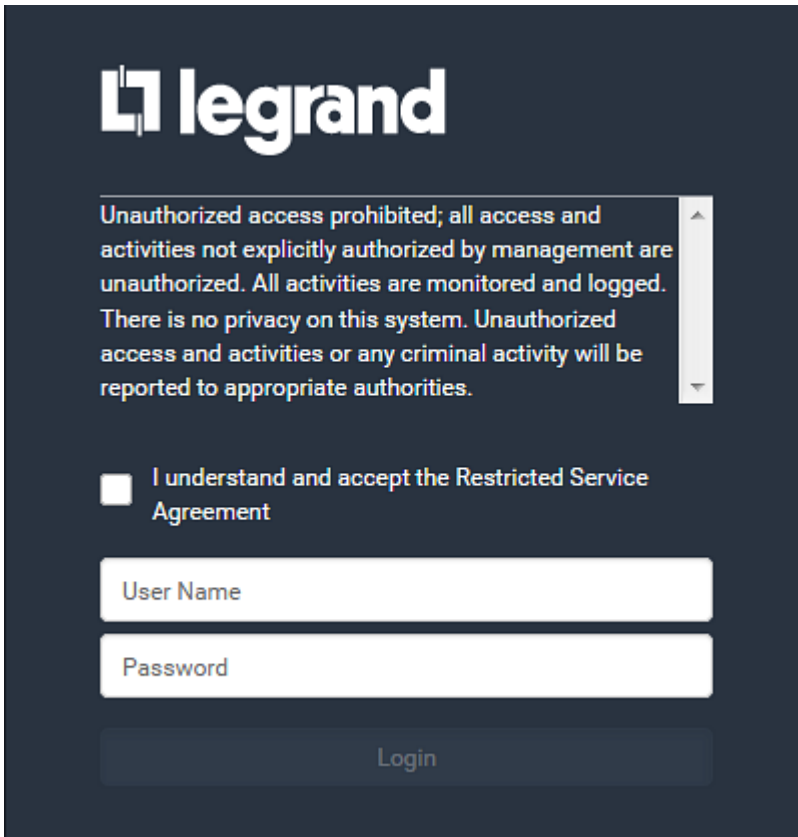 legrand
Unauthorized access prohibited; all access and
activities not explicitly authorized by management are
unauthorized. All activities are monitored and logged.
There is no privacy on this system. Unauthorized
access and activities or any criminal activity will be
reported to appropriate authorities.
I understand and accept the Restricted Service
Agreement
User Name
Password
Login